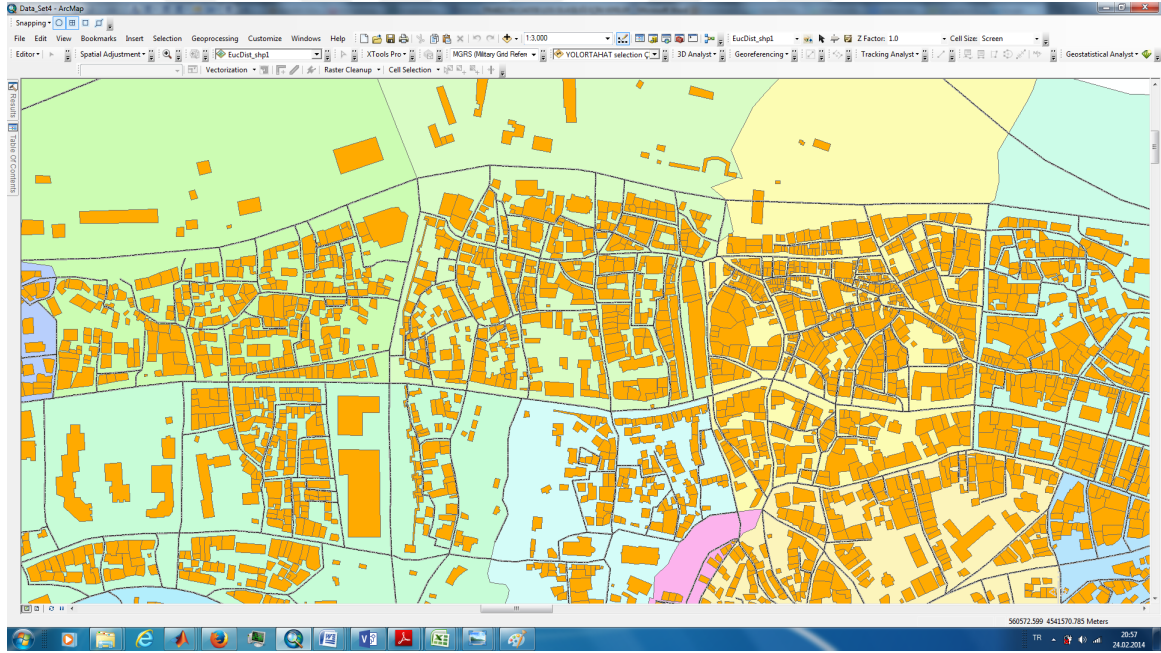 Data_Set4 - ArcMap
Snapping
File Edit View Bookmarks Insert Selection Geoprocessing Customize Windows Help 1:3,000 EucDist_shp1 Z Factor: 1.0 Cell Size: Screen
Editor Spatial Adjustment EucDist_shp1 XTools Pro MGRS (Military Grid Refen YOLORTAHAT selection Ç 3D Analyst Georeferencing Tracking Analyst Geostatistical Analyst
Vectorization Raster Cleanup Cell Selection
Results
Table Of Contents
560572.599 4541570.785 Meters
TR 20:57
24.02.2014